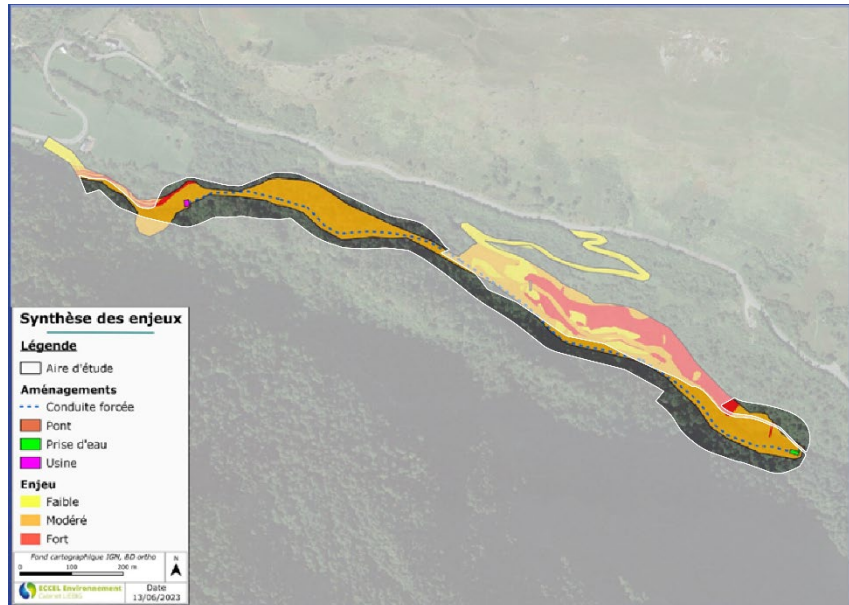 Synthèse des enjeux
Légende
Aire d'étude
Aménagements
Conduite forcée
Pont
Prise d'eau
Usine
Enjeu
Faible
Modéré
Fort
Fond cartographique IGN, BD ortho
0 100 200 m
N
ECCEL Environnement
Date
13/06/2023